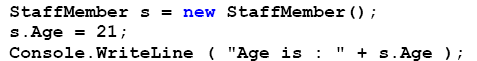 StaffMember s = new StaffMember();
s.Age = 21;
Console.WriteLine ( "Age is : " + s.Age );